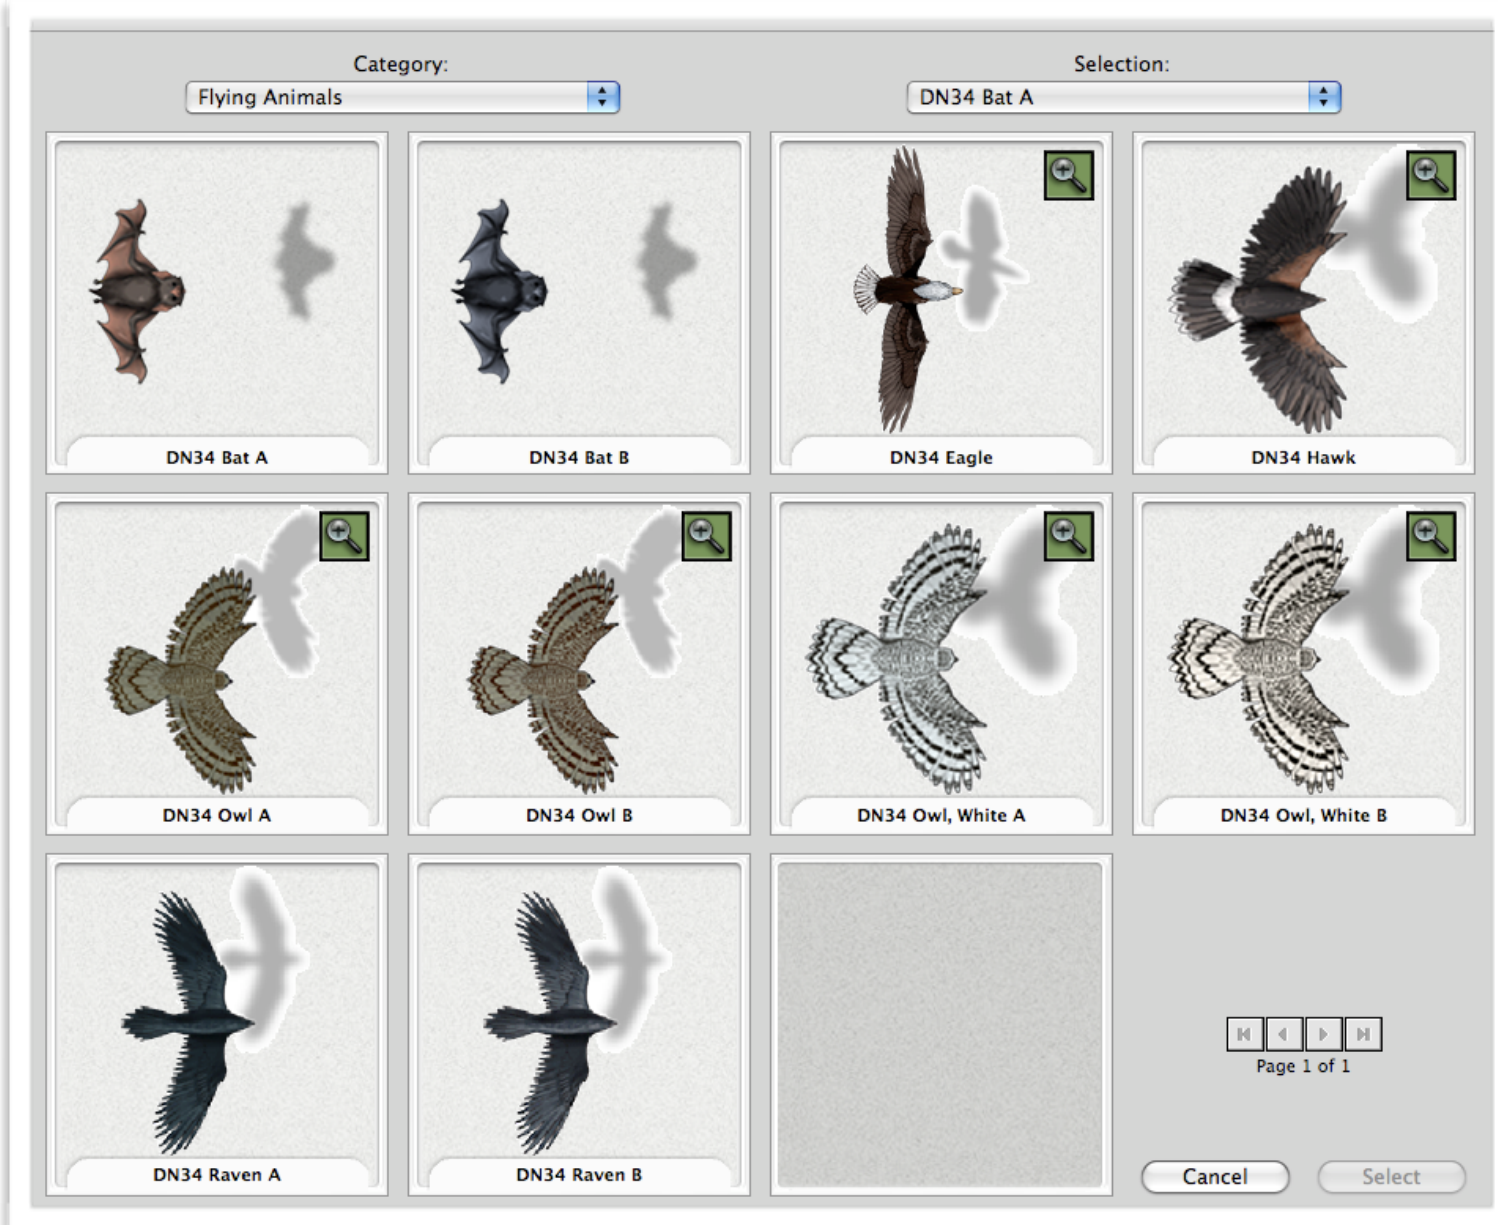 Category:
Selection:
Flying Animals
DN34 Bat A
DN34 Bat A
DN34 Bat B
DN34 Eagle
DN34 Hawk
DN34 Owl A
DN34 Owl B
DN34 Owl, White A
DN34 Owl, White B
DN34 Raven A
DN34 Raven B
Page 1 of 1
Cancel
Select